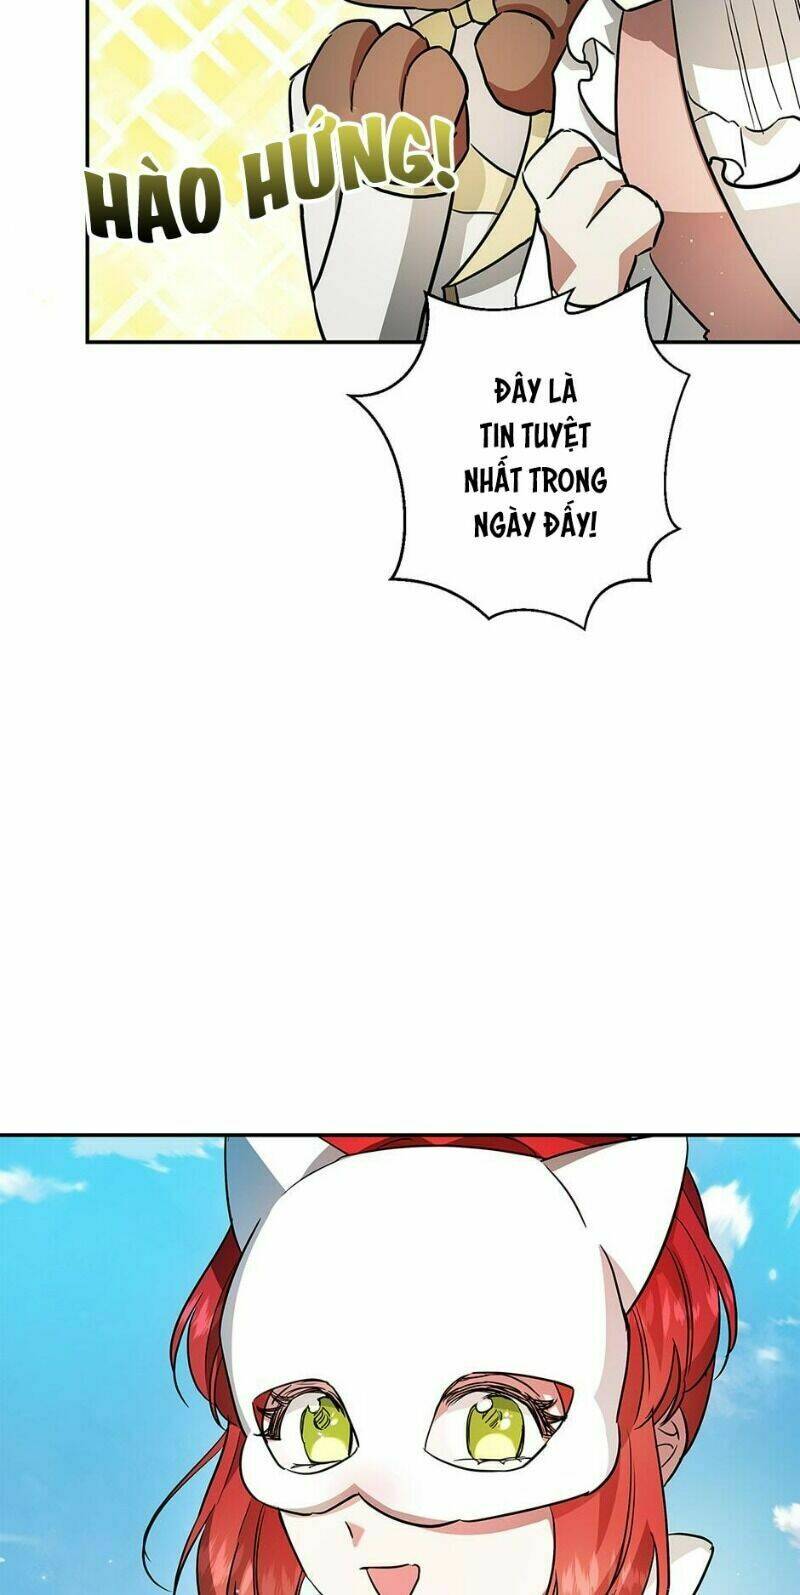 HÀO HỨNG!
ĐÂY LÀ
TIN TUYỆT
NHẤT TRONG
NGÀY ĐẤY!